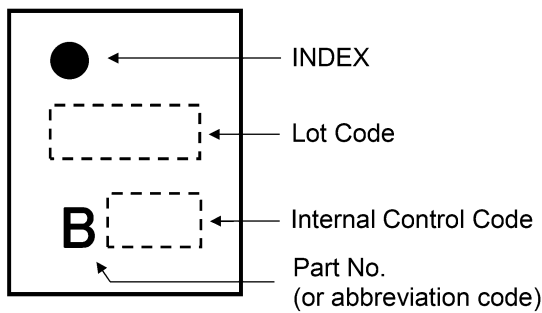 INDEX
Lot Code
B
Internal Control Code
Part No.
(or abbreviation code)